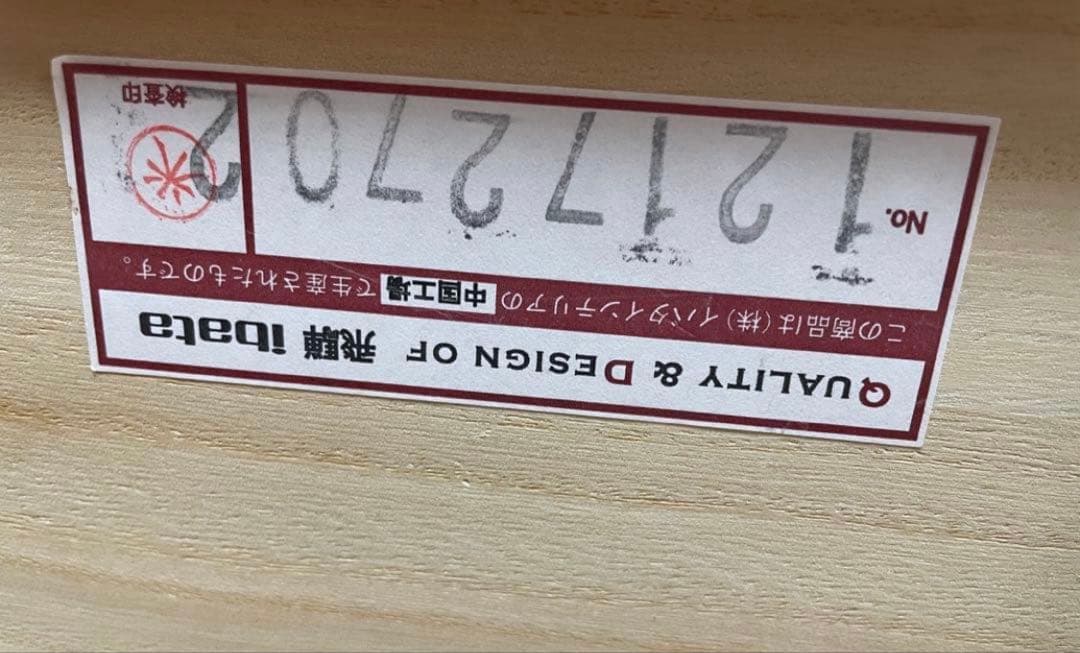 QUALITY & DESIGN OF 飛騨 ibata
この商品は(株)イバタインテリアの 中国工場 で生産されたものです。
No. 12172702
検査印